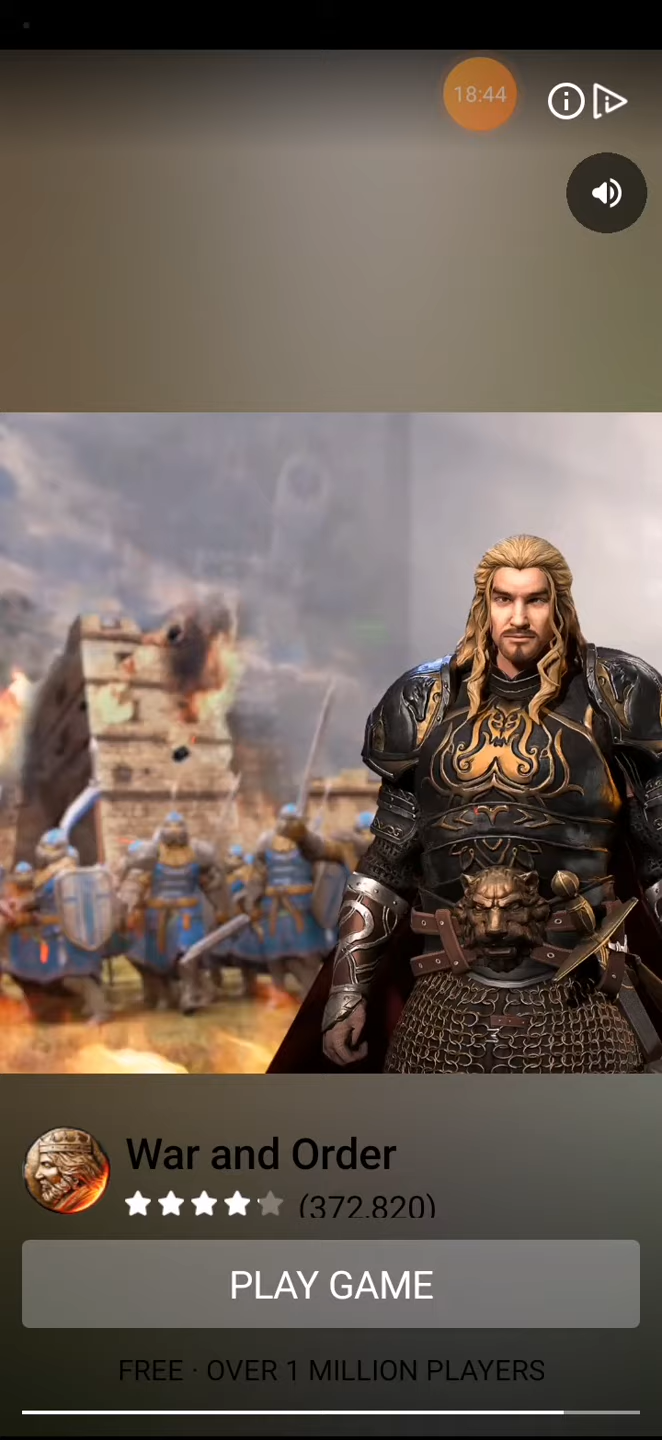 18:44
War and Order
(372.820)
PLAY GAME
FREE · OVER 1 MILLION PLAYERS